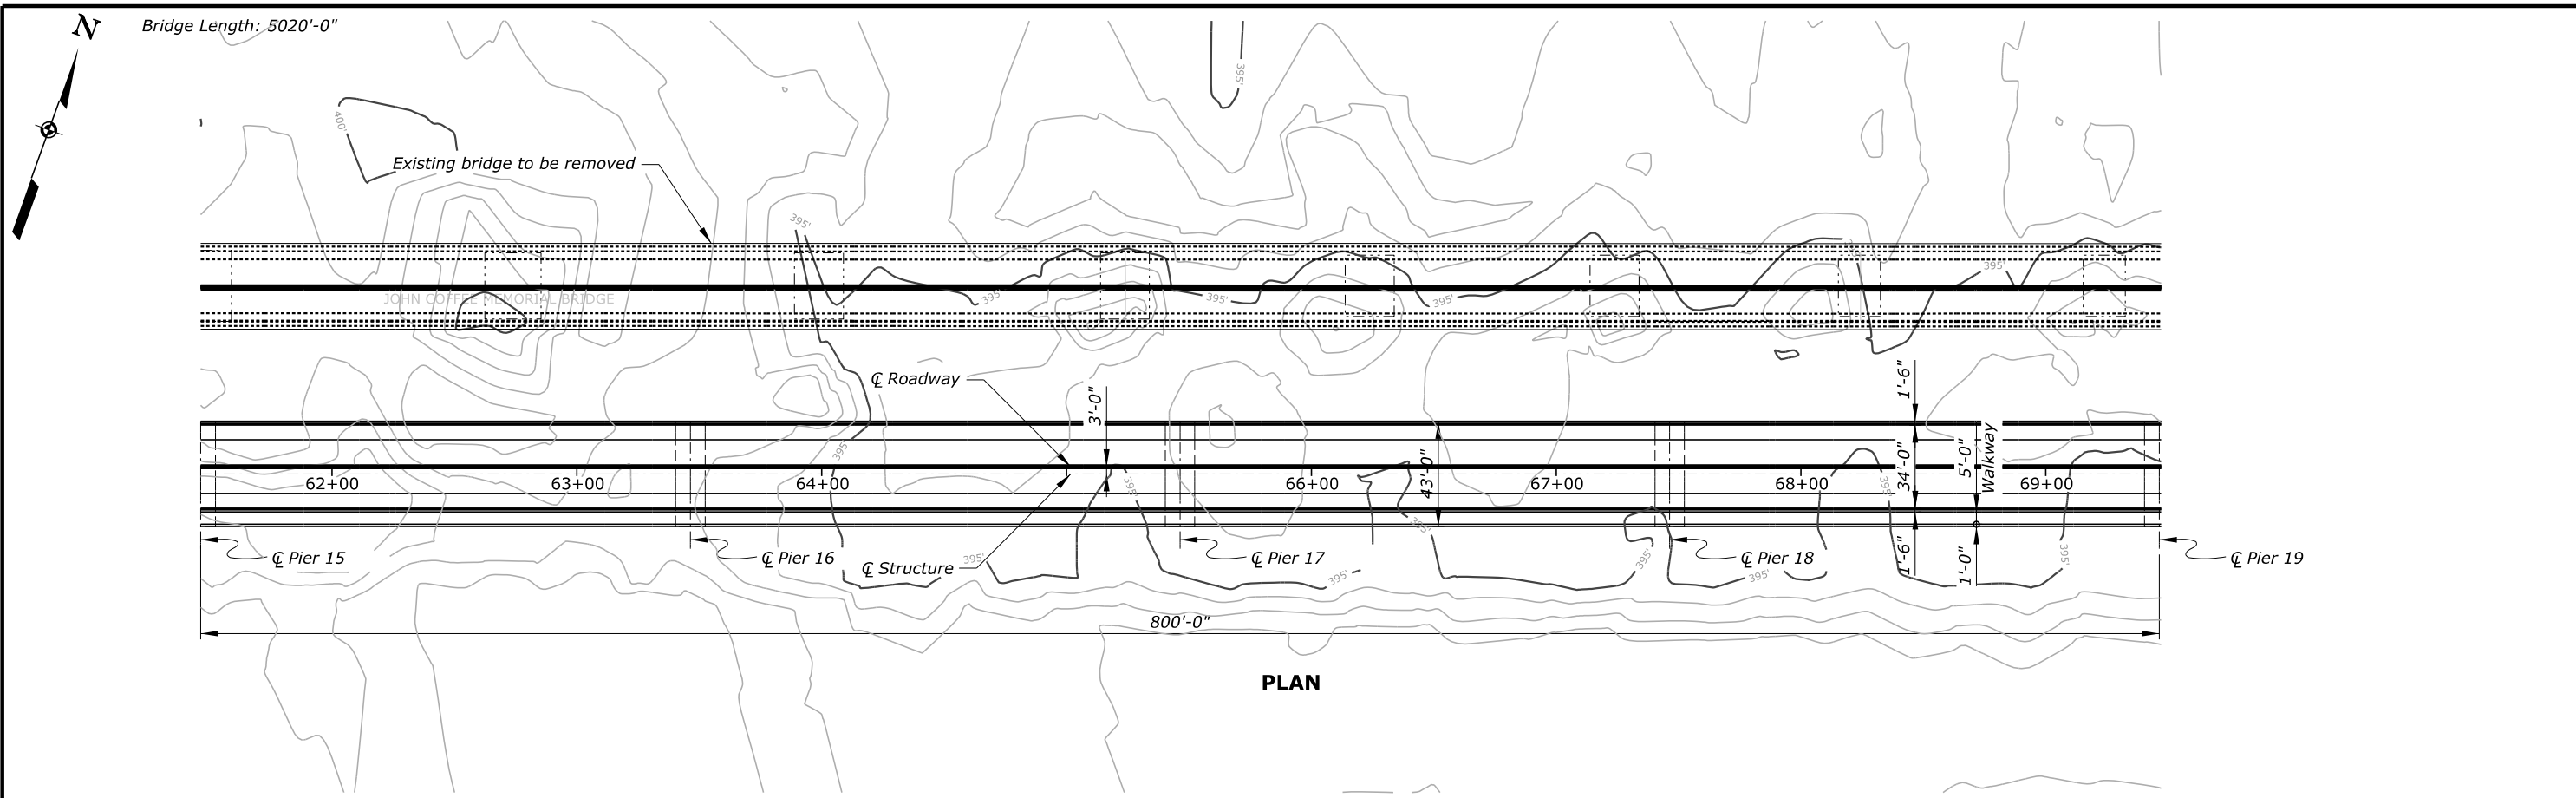 N
Bridge Length: 5020'-0"
395'
400'
Existing bridge to be removed
395'
395'
JOHN COFFEE MEMORIAL BRIDGE
395'
395'
395'
℄ Roadway
3'-0"
1'-6"
395'
43'-0"
34'-0"
5'-0"
Walkway
62+00
63+00
64+00
66+00
67+00
68+00
69+00
395'
395'
395'
℄ Pier 15
℄ Pier 16
℄ Structure
395'
℄ Pier 17
395'
395'
℄ Pier 18
395'
1'-6"
1'-0"
395'
℄ Pier 19
800'-0"
PLAN